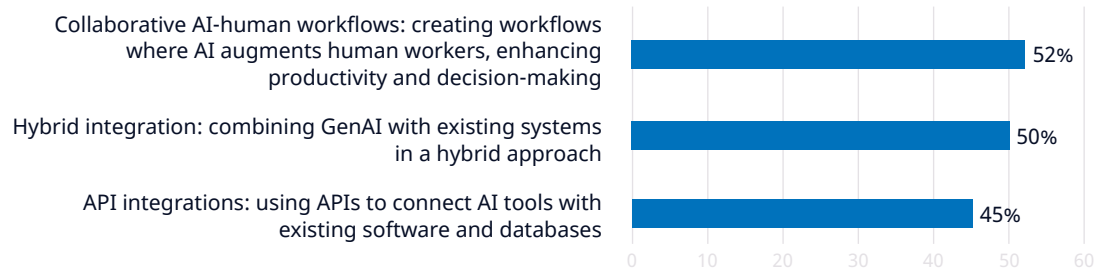 Collaborative AI-human workflows: creating workflows
where AI augments human workers, enhancing
productivity and decision-making
52%
Hybrid integration: combining GenAI with existing systems
in a hybrid approach
50%
API integrations: using APIs to connect AI tools with
existing software and databases
45%
0 10 20 30 40 50 60